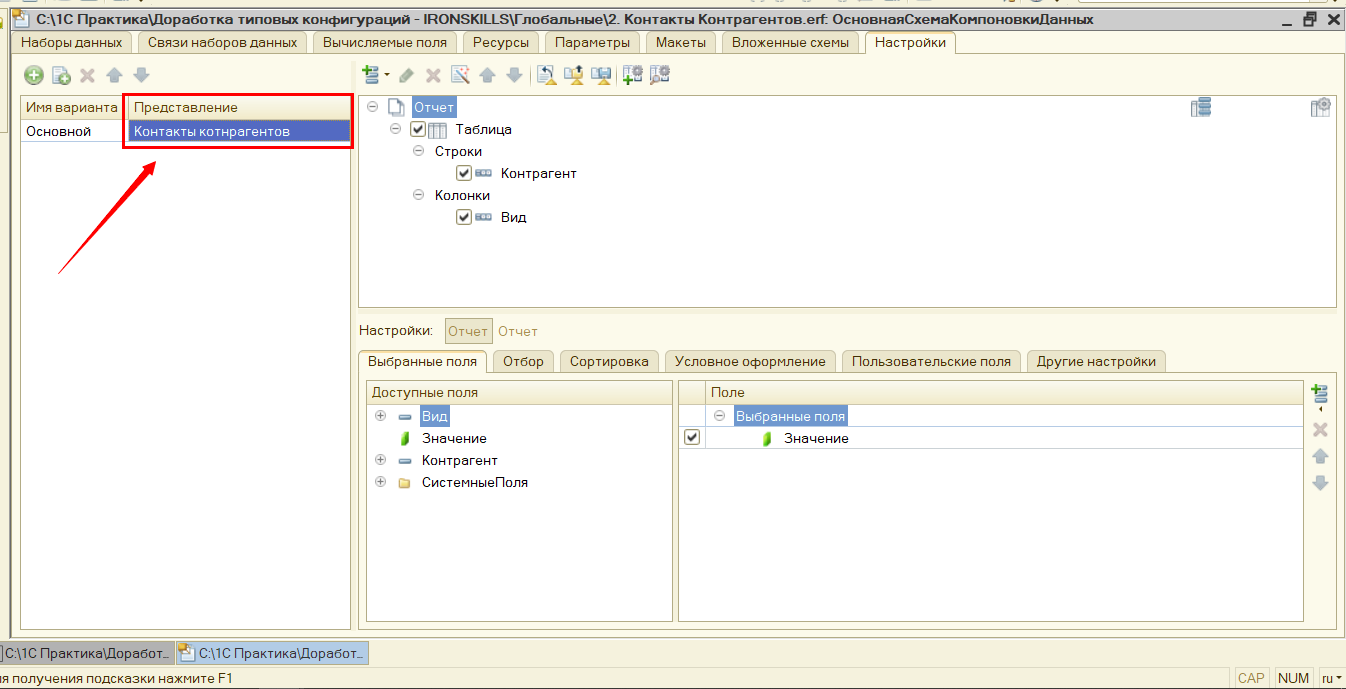 C:\1С Практика\Доработка типовых конфигураций - IRONSKILLS\Глобальные\2. Контакты Контрагентов.erf: ОсновнаяСхемаКомпоновкиДанных
Наборы данных Связи наборов данных Вычисляемые поля Ресурсы Параметры Макеты Вложенные схемы Настройки
Имя варианта Представление
Основной Контакты котнрагентов
Отчет
Таблица
Строки
Контрагент
Колонки
Вид
Настройки: Отчет Отчет
Выбранные поля Отбор Сортировка Условное оформление Пользовательские поля Другие настройки
Доступные поля
Вид
Значение
Контрагент
СистемныеПоля
Поле
Выбранные поля
Значение
C:\1С Практика\Доработ... C:\1С Практика\Доработ...
я получения подсказки нажмите F1
CAP NUM ru